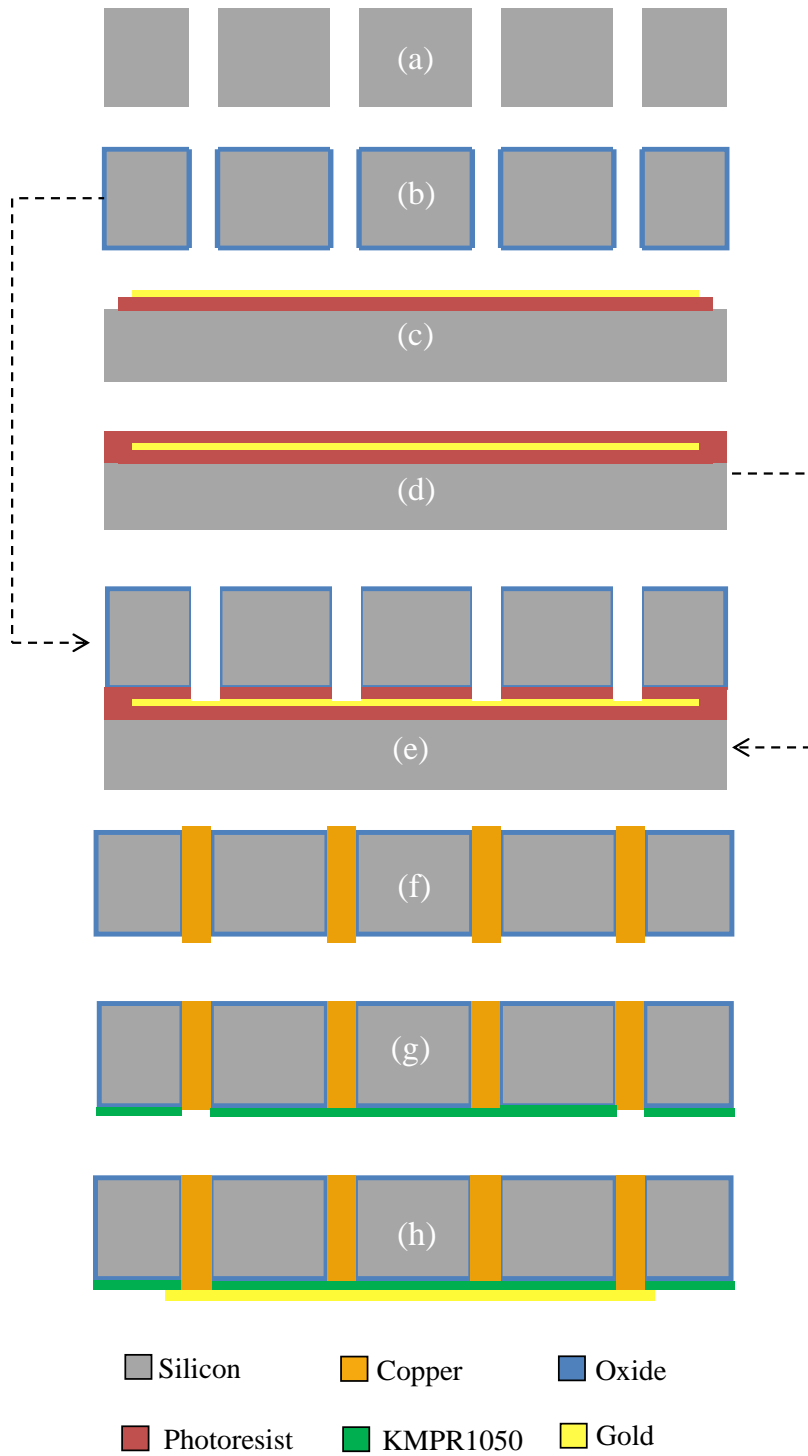 (a)
(b)
(c)
(d)
(e)
(f)
(g)
(h)
Silicon
Copper
Oxide
Photoresist
KMPR1050
Gold